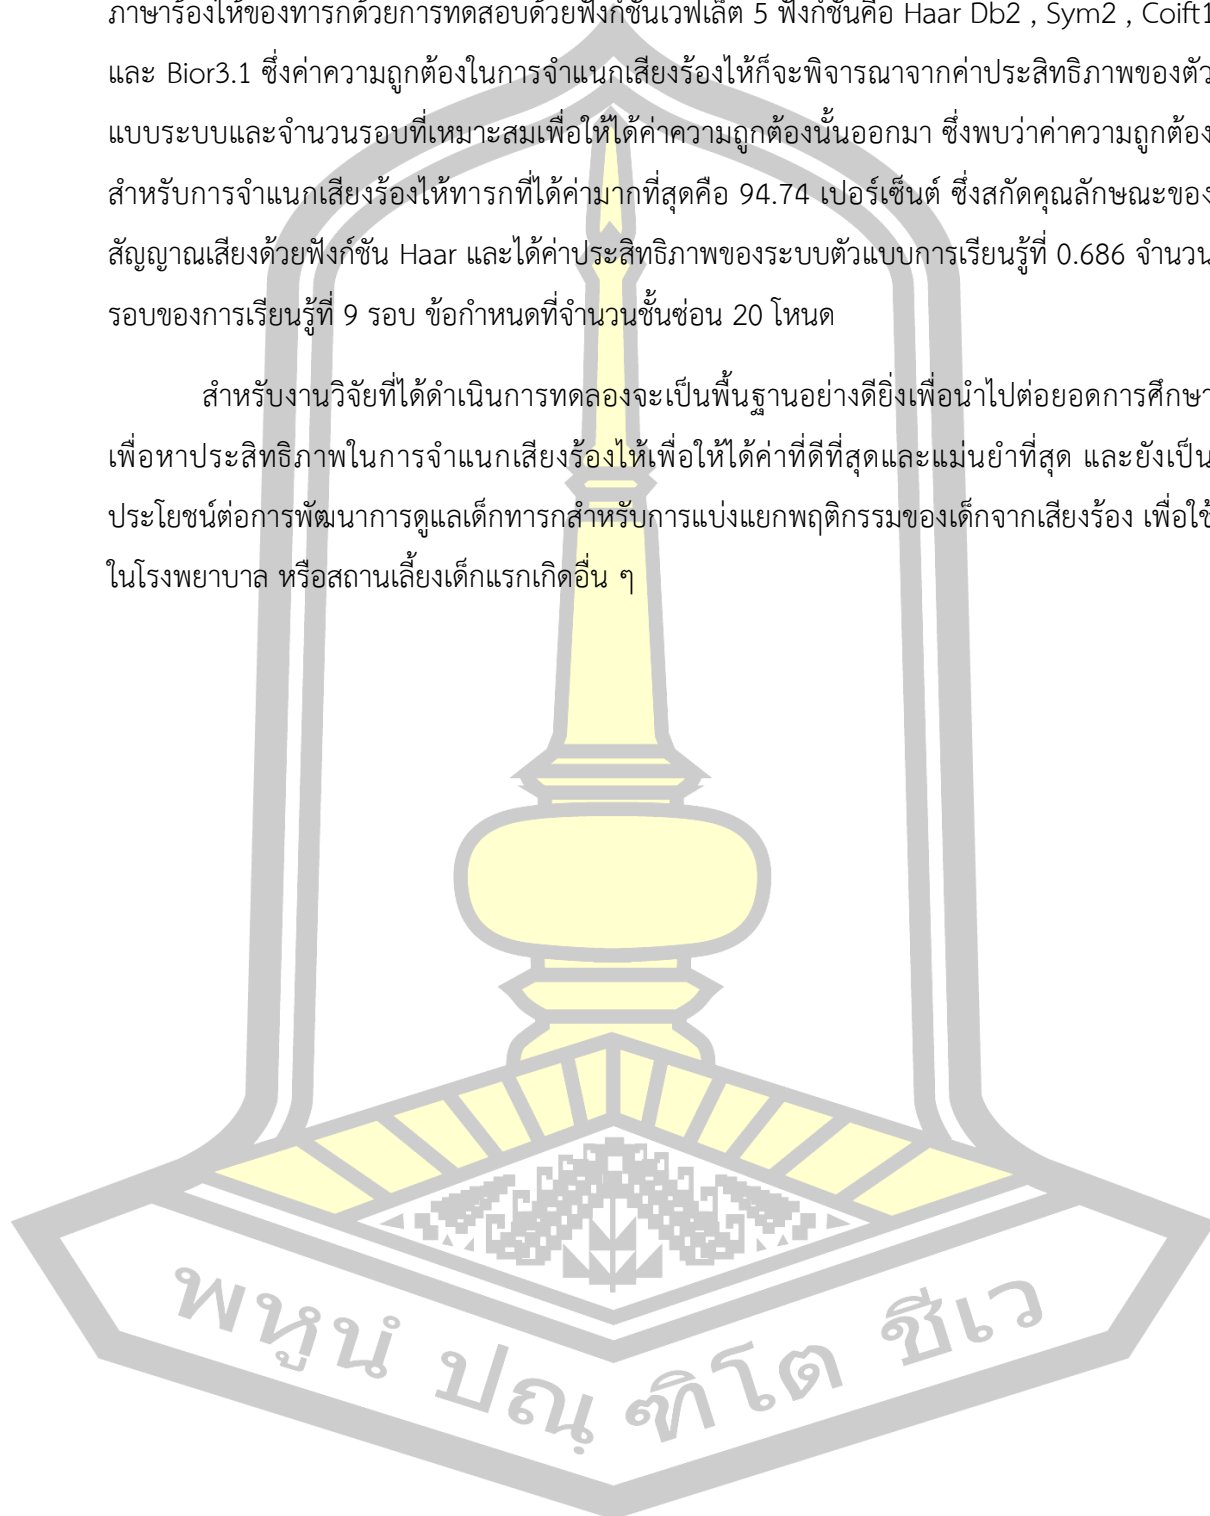 ภาษาร้องไห้ของทารกด้วยการทดสอบด้วยฟังก์ชันเวฟเล็ต 5 ฟังก์ชันคือ Haar Db2 , Sym2 , Coift1
และ Bior3.1 ซึ่งค่าความถูกต้องในการจำแนกเสียงร้องไห้ก็จะพิจารณาจากค่าประสิทธิภาพของตัว
แบบระบบและจำนวนรอบที่เหมาะสมเพื่อให้ได้ค่าความถูกต้องนั้นออกมา ซึ่งพบว่าค่าความถูกต้อง
สำหรับการจำแนกเสียงร้องไห้ทารกที่ได้ค่ามากที่สุดคือ 94.74 เปอร์เซ็นต์ ซึ่งสกัดคุณลักษณะของ
สัญญาณเสียงด้วยฟังก์ชัน Haar และได้ค่าประสิทธิภาพของระบบตัวแบบการเรียนรู้ที่ 0.686 จำนวน
รอบของการเรียนรู้ที่ 9 รอบ ข้อกำหนดที่จำนวนชั้นซ่อน 20 โหนด
สำหรับงานวิจัยที่ได้ดำเนินการทดลองจะเป็นพื้นฐานอย่างดียิ่งเพื่อนำไปต่อยอดการศึกษา
เพื่อหาประสิทธิภาพในการจำแนกเสียงร้องไห้เพื่อให้ได้ค่าที่ดีที่สุดและแม่นยำที่สุด และยังเป็น
ประโยชน์ต่อการพัฒนาการดูแลเด็กทารกสำหรับการแบ่งแยกพฤติกรรมของเด็กจากเสียงร้อง เพื่อใช้
ในโรงพยาบาล หรือสถานเลี้ยงเด็กแรกเกิดอื่น ๆ
พหูนํ ปณฺ ฑิโต ชีเว